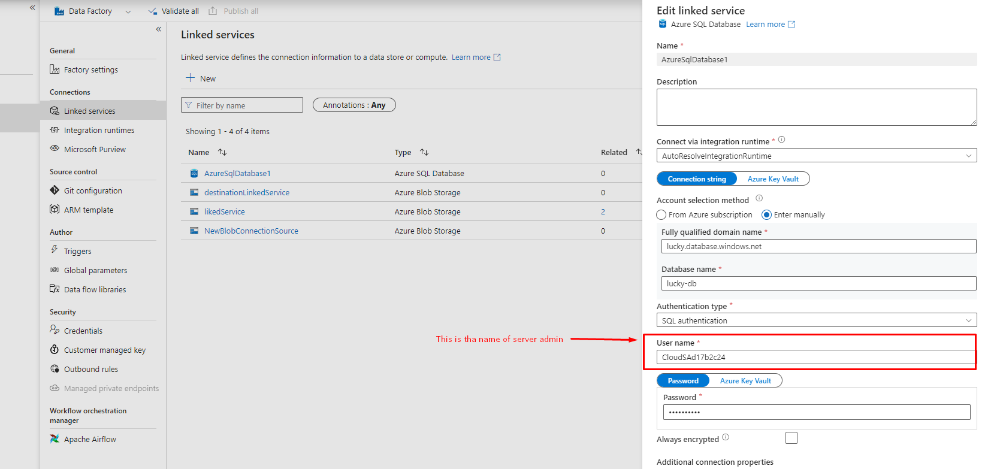 Data Factory
Validate all
Publish all
General
Factory settings
Connections
Linked services
Integration runtimes
Microsoft Purview
Source control
Git configuration
ARM template
Author
Triggers
Global parameters
Data flow libraries
Security
Credentials
Customer managed key
Outbound rules
Managed private endpoints
Workflow orchestration
manager
Apache Airflow
Linked services
Linked service defines the connection information to a data store or compute. Learn more
New
Filter by name
Annotations : Any
Showing 1 - 4 of 4 items
Name Type Related
AzureSqlDatabase1 Azure SQL Database 0
destinationLinkedService Azure Blob Storage 0
likedService Azure Blob Storage 2
NewBlobConnectionSource Azure Blob Storage 0
This is tha name of server admin
Edit linked service
SQL Azure SQL Database Learn more
Name *
AzureSqlDatabase1
Description
Connect via integration runtime *
AutoResolveIntegrationRuntime
Connection string Azure Key Vault
Account selection method
From Azure subscription Enter manually
Fully qualified domain name *
lucky.database.windows.net
Database name *
lucky-db
Authentication type *
SQL authentication
User name *
CloudSAd17b2c24
Password Azure Key Vault
Password *
••••••••••
Always encrypted
Additional connection properties